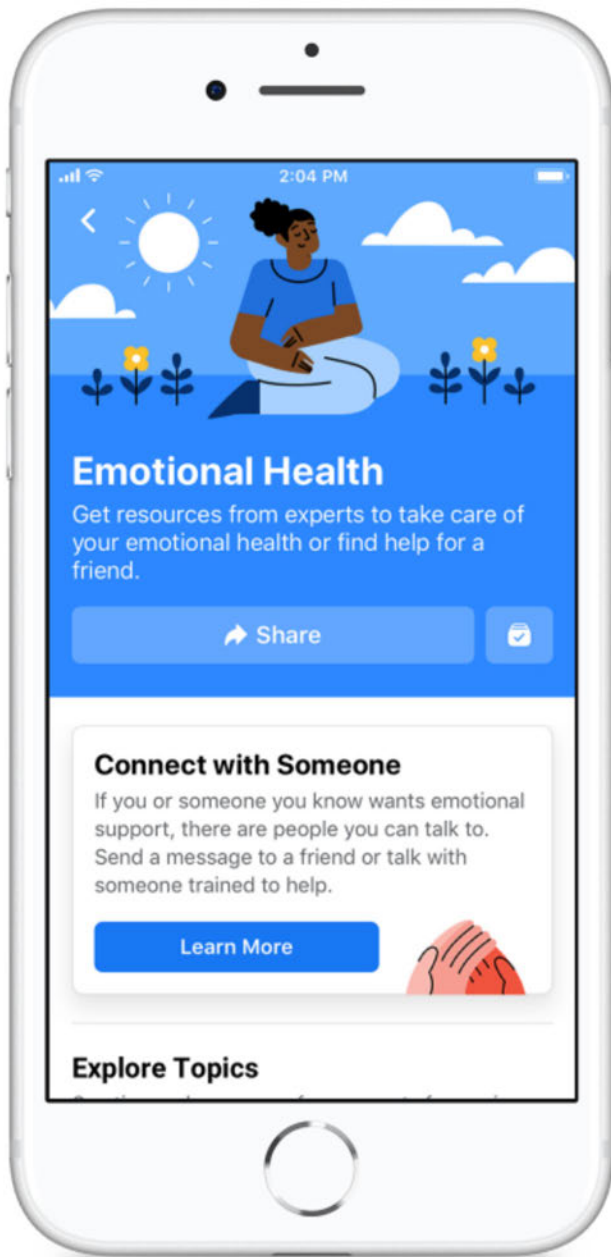 2:04 PM
Emotional Health
Get resources from experts to take care of
your emotional health or find help for a
friend.
Share
Connect with Someone
If you or someone you know wants emotional
support, there are people you can talk to.
Send a message to a friend or talk with
someone trained to help.
Learn More
Explore Topics